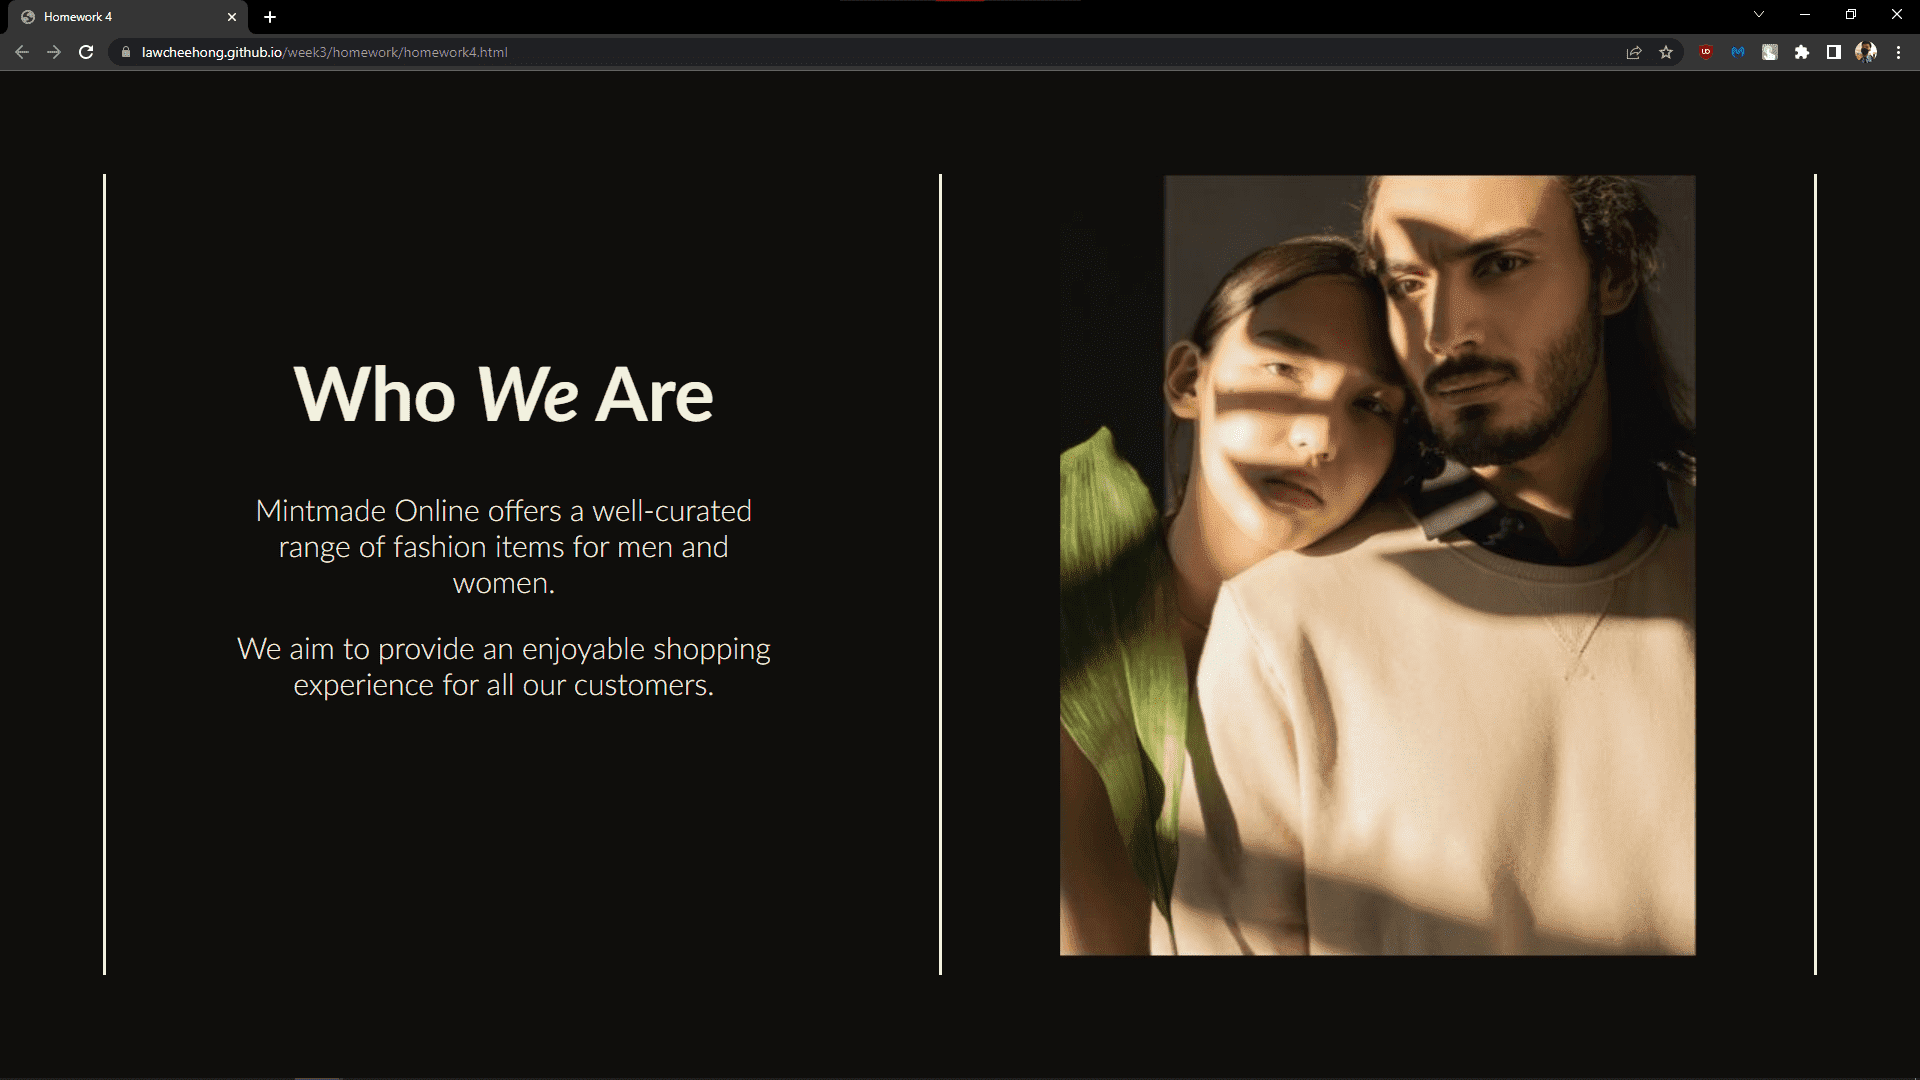 Homework 4
lawcheehong.github.io/week3/homework/homework4.html
Who We Are
Mintmade Online offers a well-curated
range of fashion items for men and
women.
We aim to provide an enjoyable shopping
experience for all our customers.